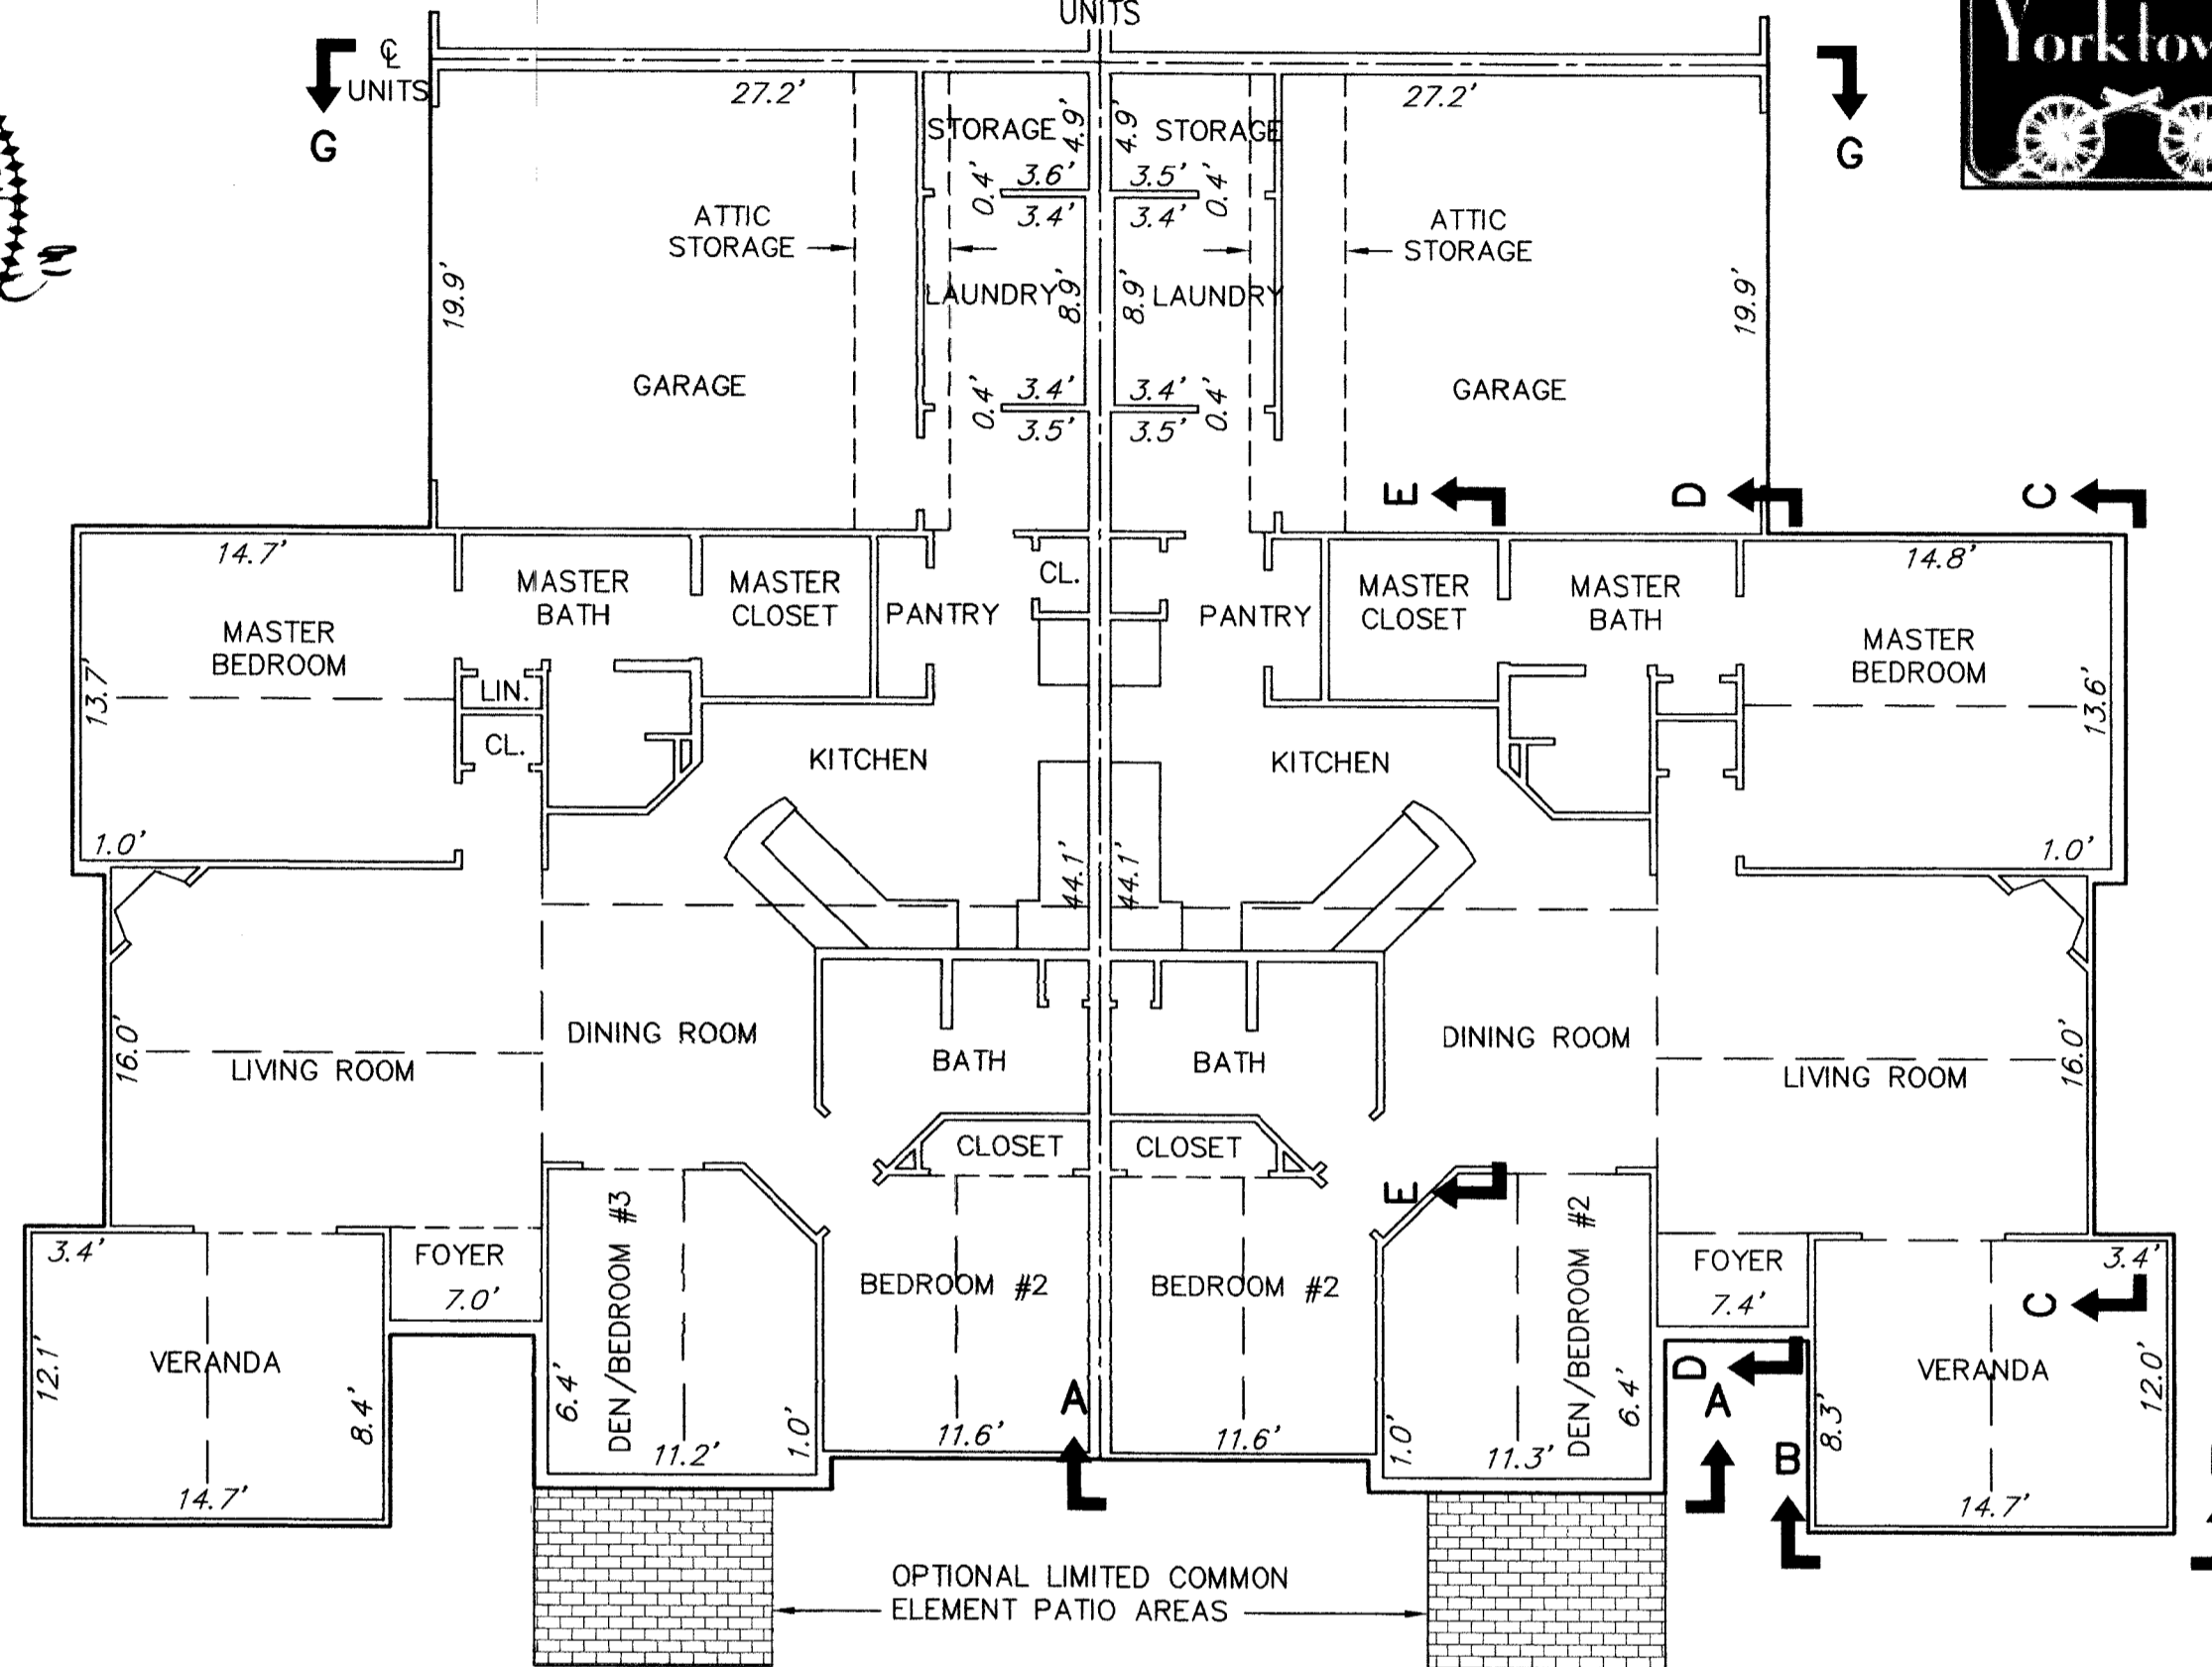 UNITS
Yorktow
℄
UNITS
G
G
27.2'
27.2'
STORAGE
4.9'
4.9'
STORAGE
3.6'
3.5'
0.4'
0.4'
3.4'
3.4'
ATTIC
STORAGE
ATTIC
STORAGE
19.9'
19.9'
LAUNDRY
8.9'
8.9'
LAUNDRY
GARAGE
GARAGE
0.4'
3.4'
3.4'
0.4'
3.5'
3.5'
E
D
C
14.7'
14.8'
MASTER
BATH
MASTER
CLOSET
PANTRY
CL.
PANTRY
MASTER
CLOSET
MASTER
BATH
MASTER
BEDROOM
MASTER
BEDROOM
13.7'
13.6'
LIN.
CL.
KITCHEN
KITCHEN
1.0'
1.0'
44.1'
44.1'
16.0'
LIVING ROOM
DINING ROOM
BATH
BATH
DINING ROOM
LIVING ROOM
16.0'
CLOSET
CLOSET
E
3.4'
FOYER
7.0'
DEN/BEDROOM #3
BEDROOM #2
BEDROOM #2
DEN/BEDROOM #2
FOYER
7.4'
3.4'
C
12.1'
VERANDA
8.4'
6.4'
11.2'
1.0'
11.6'
A
11.6'
1.0'
11.3'
6.4'
D
A
B
8.3'
VERANDA
12.0'
14.7'
14.7'
OPTIONAL LIMITED COMMON
ELEMENT PATIO AREAS